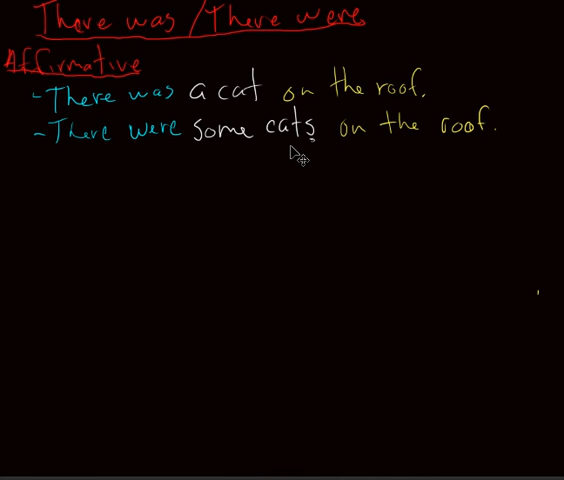 There was / There were
Affirmative
- There was a cat on the roof.
- There were some cats on the roof.